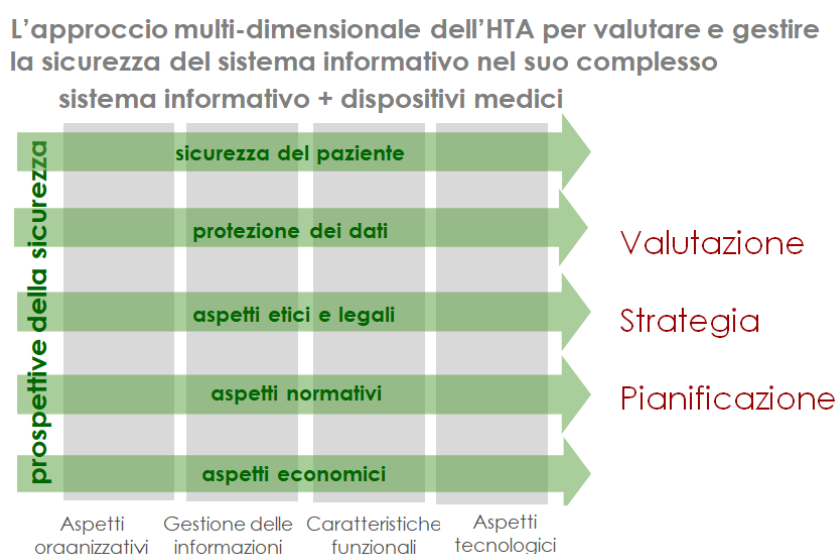 L’approccio multi-dimensionale dell’HTA per valutare e gestire
la sicurezza del sistema informativo nel suo complesso
sistema informativo + dispositivi medici
prospettive della sicurezza
sicurezza del paziente
protezione dei dati
aspetti etici e legali
aspetti normativi
aspetti economici
Valutazione
Strategia
Pianificazione
Aspetti
organizzativi
Gestione delle
informazioni
Caratteristiche
funzionali
Aspetti
tecnologici